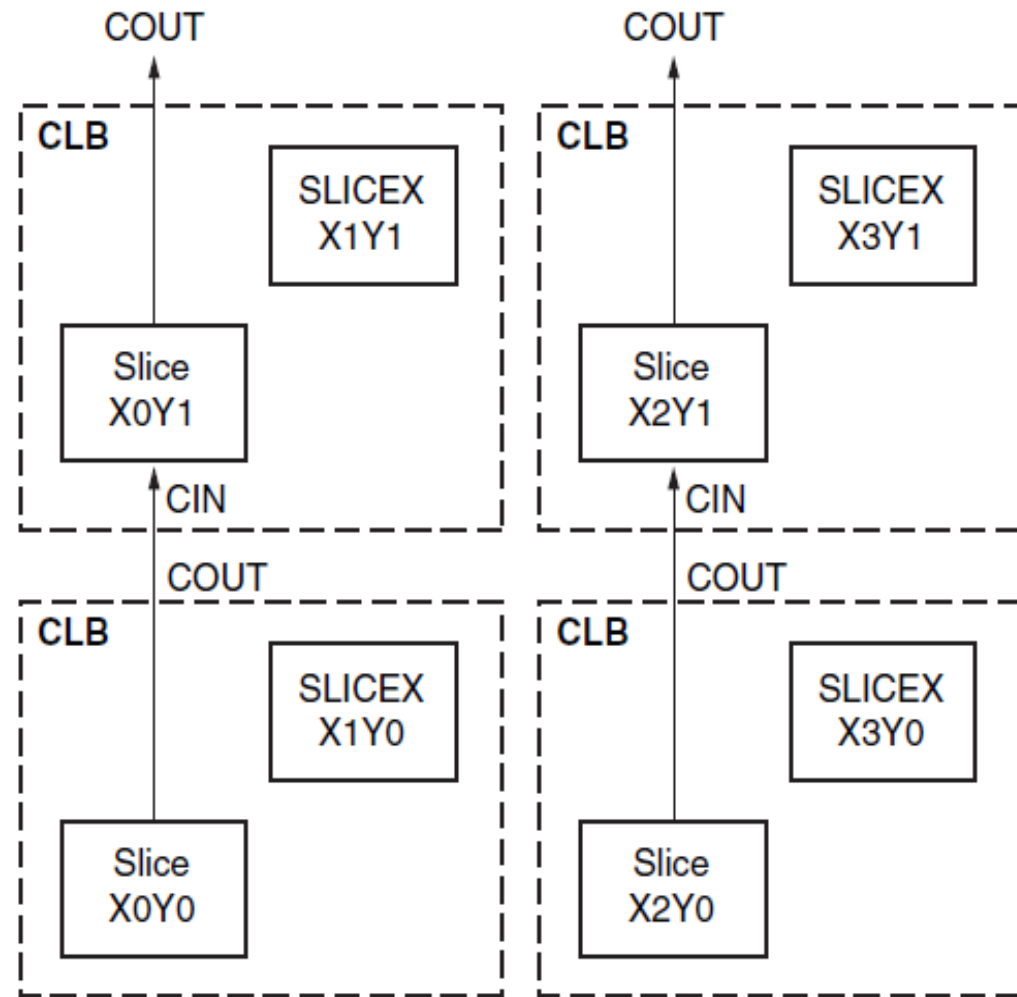 COUT
COUT
CLB
SLICEX
X1Y1
Slice
X0Y1
CIN
CLB
SLICEX
X3Y1
Slice
X2Y1
CIN
COUT
CLB
SLICEX
X1Y0
Slice
X0Y0
COUT
CLB
SLICEX
X3Y0
Slice
X2Y0